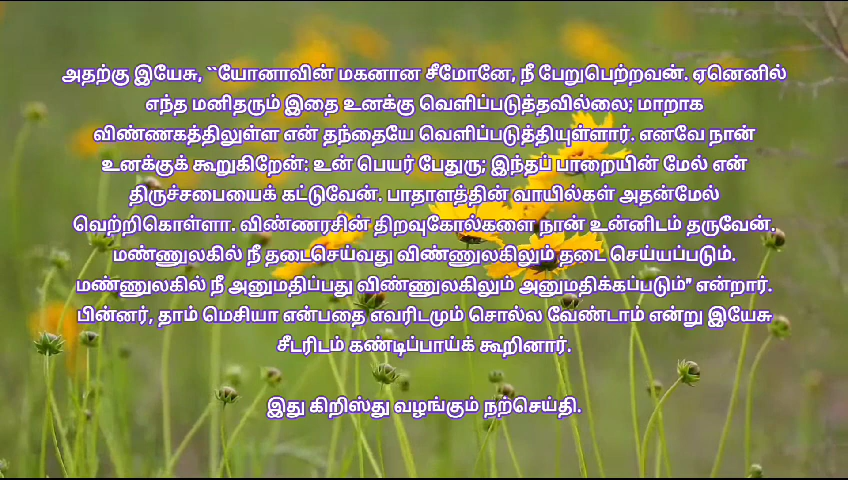 அதற்கு இயேசு, ``யோனாவின் மகனான சீமோனே, நீ பேறுபெற்றவன். ஏனெனில்
எந்த மனிதரும் இதை உனக்கு வெளிப்படுத்தவில்லை; மாறாக
விண்ணகத்திலுள்ள என் தந்தையே வெளிப்படுத்தியுள்ளார். எனவே நான்
உனக்குக் கூறுகிறேன்: உன் பெயர் பேதுரு; இந்தப் பாறையின் மேல் என்
திருச்சபையைக் கட்டுவேன். பாதாளத்தின் வாயில்கள் அதன்மேல்
வெற்றிகொள்ளா. விண்ணரசின் திறவுகோல்களை நான் உன்னிடம் தருவேன்.
மண்ணுலகில் நீ தடைசெய்வது விண்ணுலகிலும் தடை செய்யப்படும்.
மண்ணுலகில் நீ அனுமதிப்பது விண்ணுலகிலும் அனுமதிக்கப்படும்'' என்றார்.
பின்னர், தாம் மெசியா என்பதை எவரிடமும் சொல்ல வேண்டாம் என்று இயேசு
சீடரிடம் கண்டிப்பாய்க் கூறினார்.
இது கிறிஸ்து வழங்கும் நற்செய்தி.